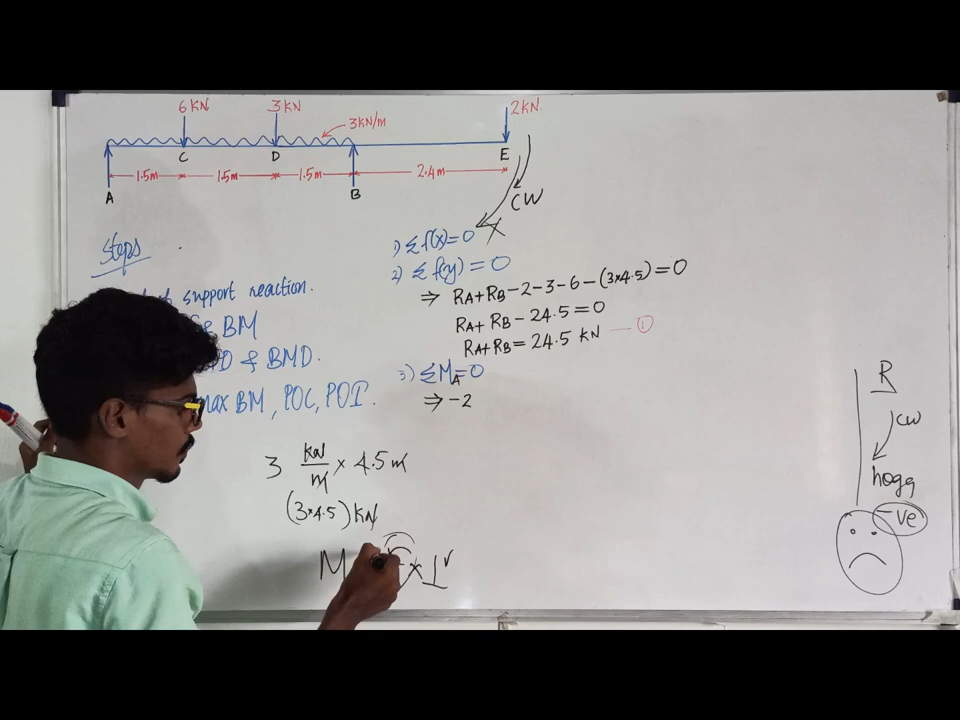 6KN 3KN 2KN
3KN/m
C D E
1.5m 1.5m 1.5m 2.4m
A B
CW
Steps
support reaction.
& BM
& BMD.
max BM, POC, POI.
1) Σf(x)=0
2) Σf(y)=0
⇒ RA+RB-2-3-6-(3×4.5)=0
RA+RB-24.5=0
RA+RB=24.5 KN — ①
3) ΣMA=0
⇒ -2
3 KN/m × 4.5 m
(3×4.5) KN
M × ⊥r
R
CW
hogg
-ve